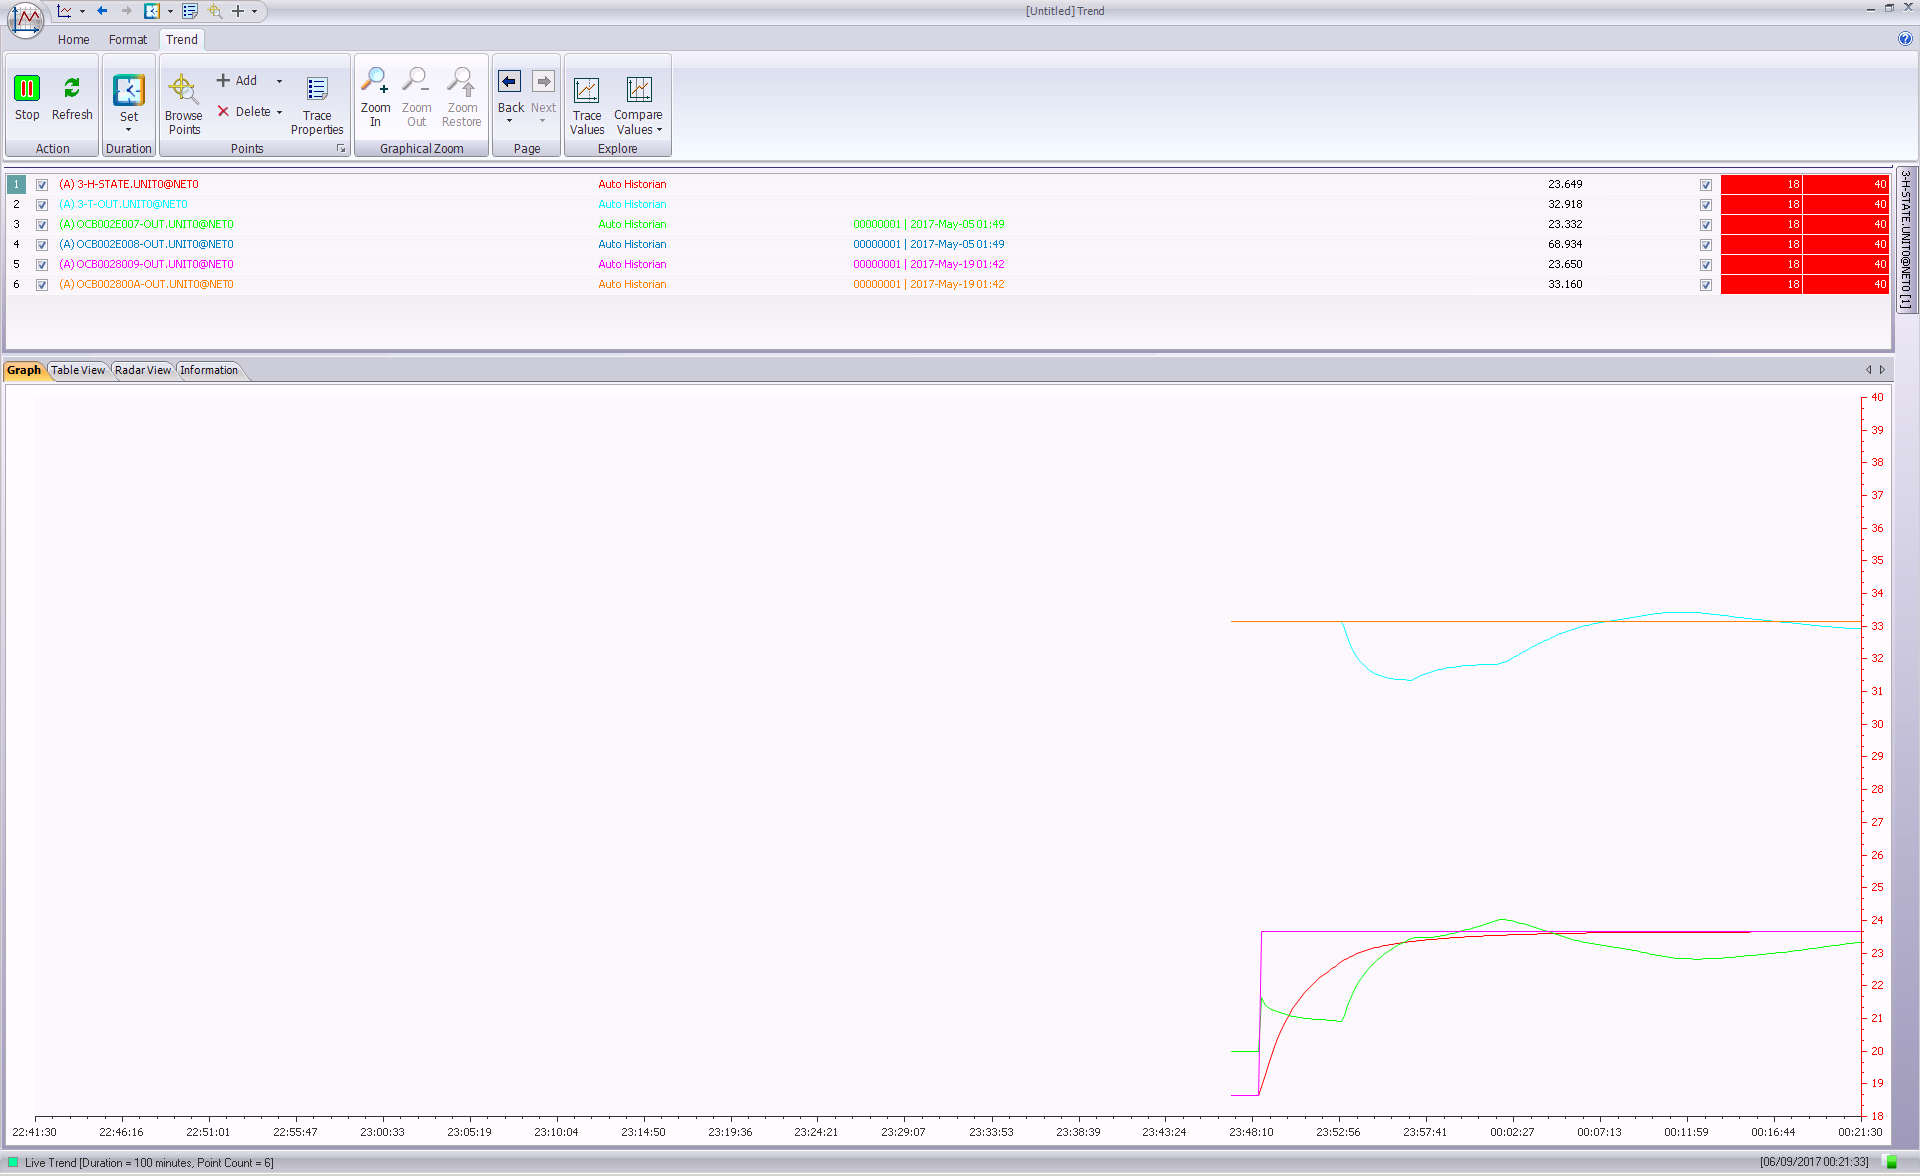 [Untitled] Trend
Home Format Trend
Stop Refresh Set Browse Points Add Delete Trace Properties Zoom In Zoom Out Zoom Restore Back Next Trace Values Compare Values
Action Duration Points Graphical Zoom Page Explore
1 (A) 3-H-STATE.UNIT0@NET0 Auto Historian 23.649 18 40
2 (A) 3-T-OUT.UNIT0@NET0 Auto Historian 32.918 18 40
3 (A) OCB002E007-OUT.UNIT0@NET0 Auto Historian 00000001 | 2017-May-05 01:49 23.332 18 40
4 (A) OCB002E008-OUT.UNIT0@NET0 Auto Historian 00000001 | 2017-May-05 01:49 68.934 18 40
5 (A) OCB0028009-OUT.UNIT0@NET0 Auto Historian 00000001 | 2017-May-19 01:42 23.650 18 40
6 (A) OCB002800A-OUT.UNIT0@NET0 Auto Historian 00000001 | 2017-May-19 01:42 33.160 18 40
3-H-STATE.UNIT0@NET0 [1]
Graph Table View Radar View Information
40
39
38
37
36
35
34
33
32
31
30
29
28
27
26
25
24
23
22
21
20
19
18
22:41:30 22:46:16 22:51:01 22:55:47 23:00:33 23:05:19 23:10:04 23:14:50 23:19:36 23:24:21 23:29:07 23:33:53 23:38:39 23:43:24 23:48:10 23:52:56 23:57:41 00:02:27 00:07:13 00:11:59 00:16:44 00:21:30
Live Trend [Duration = 100 minutes, Point Count = 6] [06/09/2017 00:21:33]